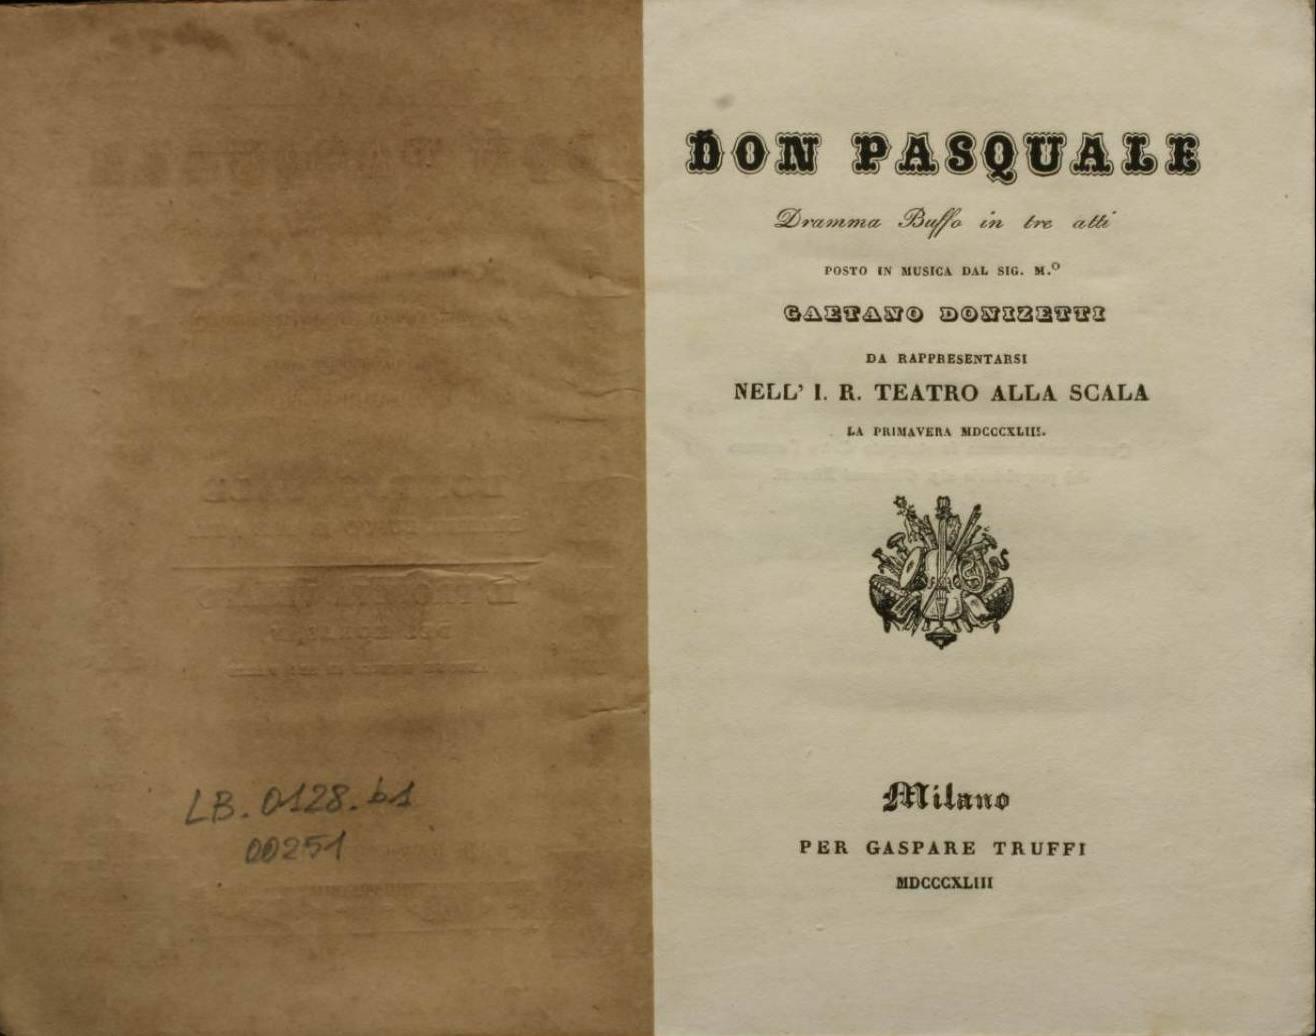 LB.0128.b1
00251
DON PASQUALE
Dramma Buffo in tre atti
POSTO IN MUSICA DAL SIG. M.º
GAETANO DONIZETTI
DA RAPPRESENTARSI
NELL' I. R. TEATRO ALLA SCALA
LA PRIMAVERA MDCCCXLIII.
Milano
PER GASPARE TRUFFI
MDCCCXLIII